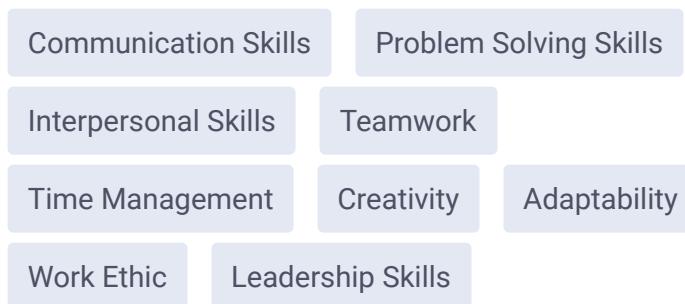 Communication Skills Problem Solving Skills
Interpersonal Skills Teamwork
Time Management Creativity Adaptability
Work Ethic Leadership Skills